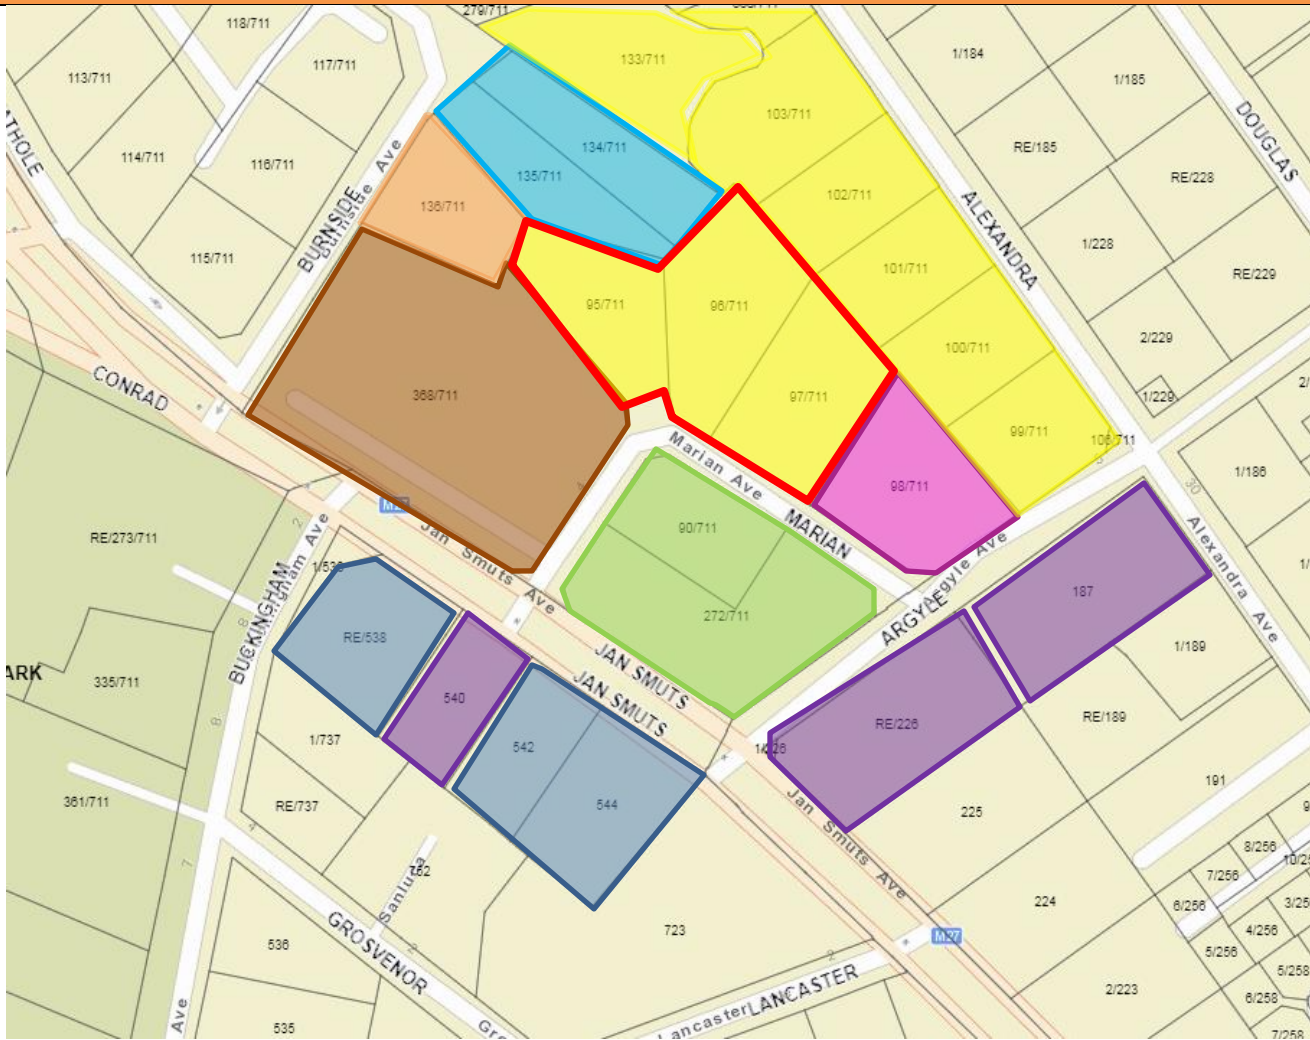 279/711
118/711
117/711
113/711
133/711
1/184
1/185
103/711
DOUGLAS
114/711
116/711
134/711
135/711
RE/185
RE/228
BURNSIDE
Burnside Ave
136/711
102/711
ALEXANDRA
1/228
115/711
101/711
RE/229
95/711
96/711
2/229
100/711
CONRAD
368/711
97/711
1/229
99/711
106/711
Marian Ave
MARIAN
98/711
1/186
30
Jan Smuts Ave
90/711
RE/273/711
BUCKINGHAM
Argyle Ave
ARGYLE
187
Alexandra Ave
272/711
RE/538
1/189
JAN SMUTS
JAN SMUTS
ARK
335/711
540
RE/226
RE/189
1/737
542
191
361/711
RE/737
544
225
Jan Smuts Ave
8/256
7/256
762
Sanluca
224
6/256
4/256
GROSVENOR
723
M27
5/256
536
5/258
2/223
Lancaster
LANCASTER
6/258
Ave
535
7/258